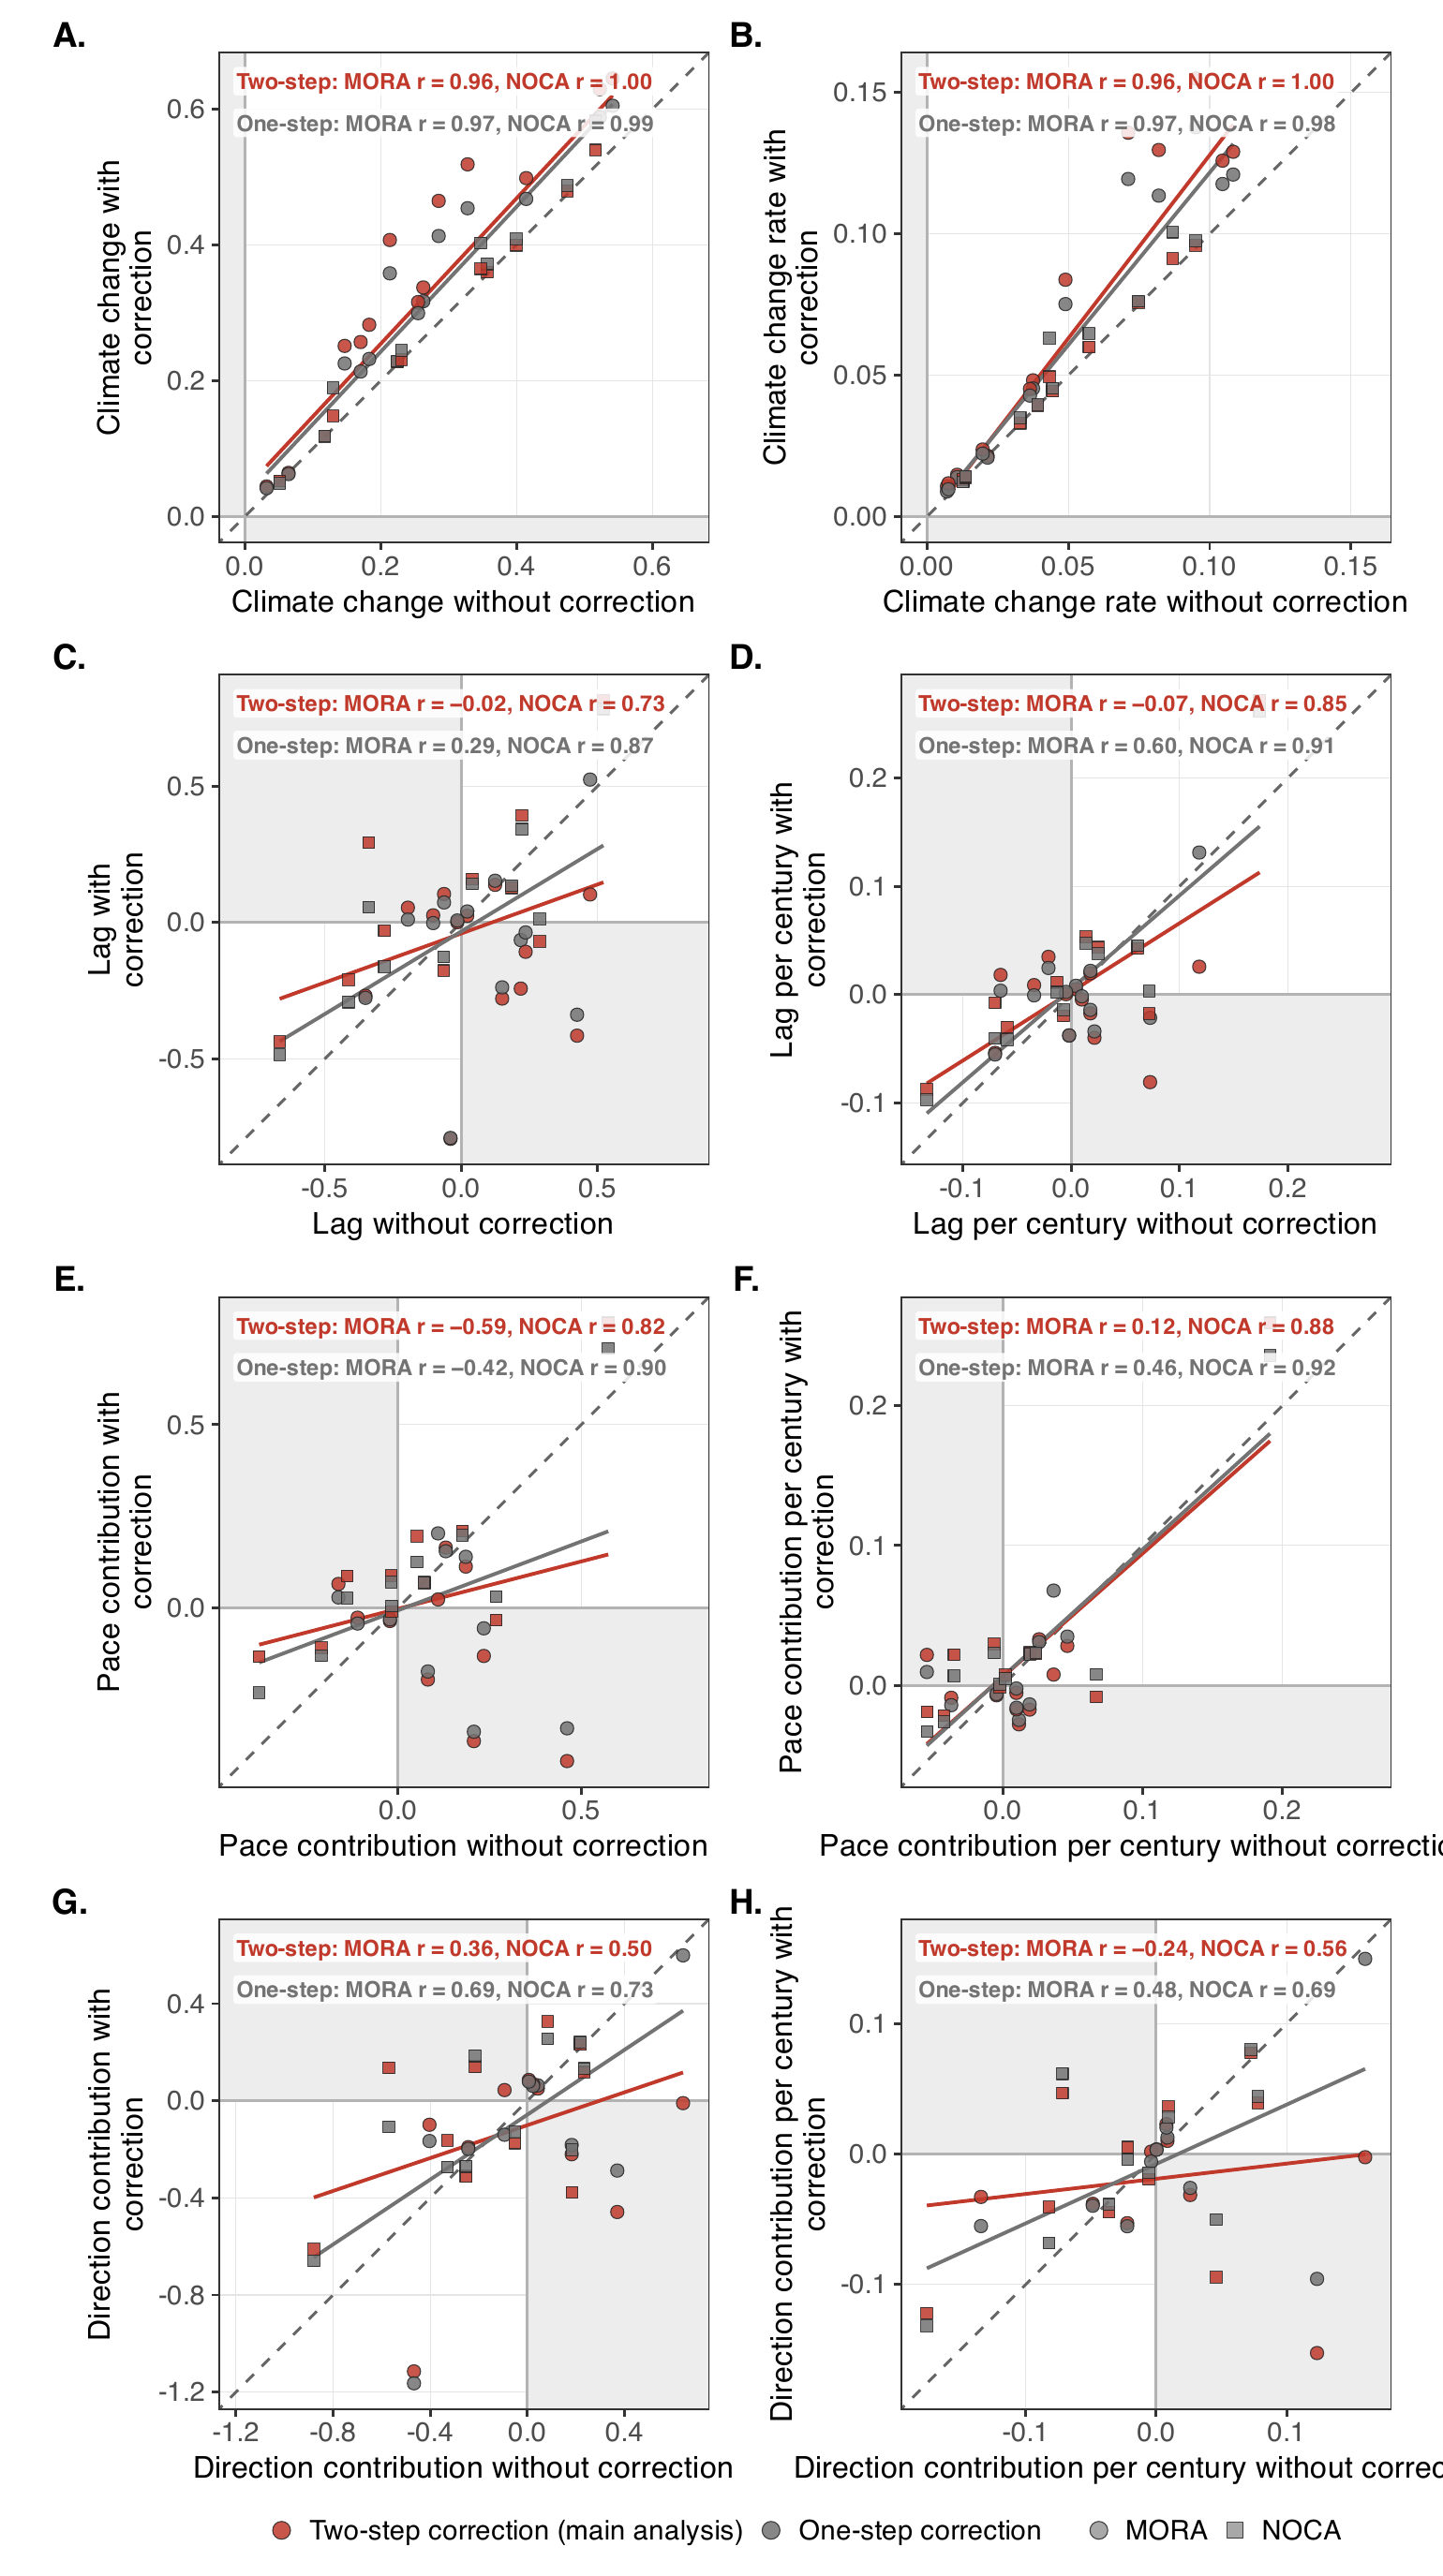 A.
Two-step: MORA r = 0.96, NOCA r = 1.00
One-step: MORA r = 0.97, NOCA r = 0.99
Climate change with
correction
0.6
0.4
0.2
0.0
0.0 0.2 0.4 0.6
Climate change without correction
B.
Two-step: MORA r = 0.96, NOCA r = 1.00
One-step: MORA r = 0.97, NOCA r = 0.98
Climate change rate with
correction
0.15
0.10
0.05
0.00
0.00 0.05 0.10 0.15
Climate change rate without correction
C.
Two-step: MORA r = −0.02, NOCA r = 0.73
One-step: MORA r = 0.29, NOCA r = 0.87
Lag with
correction
0.5
0.0
-0.5
-0.5 0.0 0.5
Lag without correction
D.
Two-step: MORA r = −0.07, NOCA r = 0.85
One-step: MORA r = 0.60, NOCA r = 0.91
Lag per century with
correction
0.2
0.1
0.0
-0.1
-0.1 0.0 0.1 0.2
Lag per century without correction
E.
Two-step: MORA r = −0.59, NOCA r = 0.82
One-step: MORA r = −0.42, NOCA r = 0.90
Pace contribution with
correction
0.5
0.0
0.0 0.5
Pace contribution without correction
F.
Two-step: MORA r = 0.12, NOCA r = 0.88
One-step: MORA r = 0.46, NOCA r = 0.92
Pace contribution per century with
correction
0.2
0.1
0.0
0.0 0.1 0.2
Pace contribution per century without correctio
G.
Two-step: MORA r = 0.36, NOCA r = 0.50
One-step: MORA r = 0.69, NOCA r = 0.73
Direction contribution with
correction
0.4
0.0
-0.4
-0.8
-1.2
-1.2 -0.8 -0.4 0.0 0.4
Direction contribution without correction
H.
Two-step: MORA r = −0.24, NOCA r = 0.56
One-step: MORA r = 0.48, NOCA r = 0.69
Direction contribution per century with
correction
0.1
0.0
-0.1
-0.1 0.0 0.1
Direction contribution per century without correc
Two-step correction (main analysis) One-step correction MORA NOCA